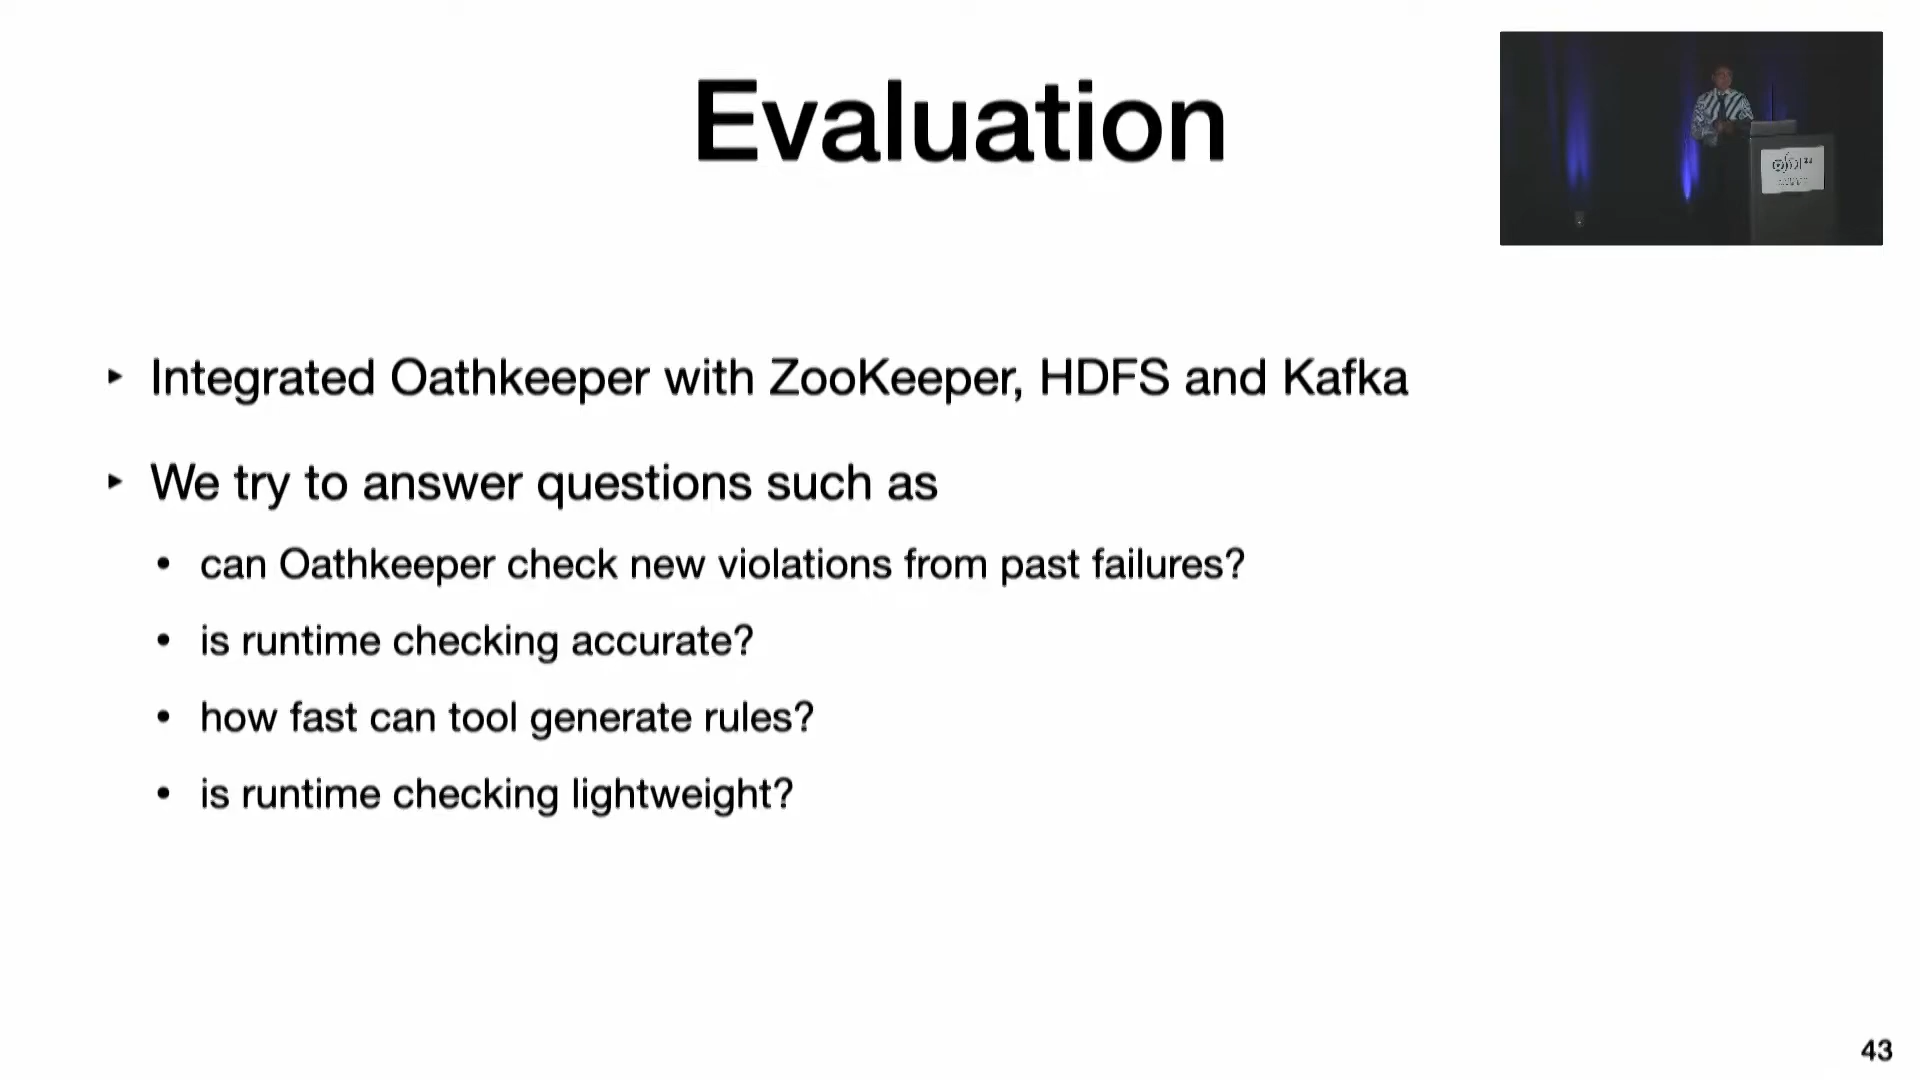 Evaluation
‣ Integrated Oathkeeper with ZooKeeper, HDFS and Kafka
‣ We try to answer questions such as
• can Oathkeeper check new violations from past failures?
• is runtime checking accurate?
• how fast can tool generate rules?
• is runtime checking lightweight?
43